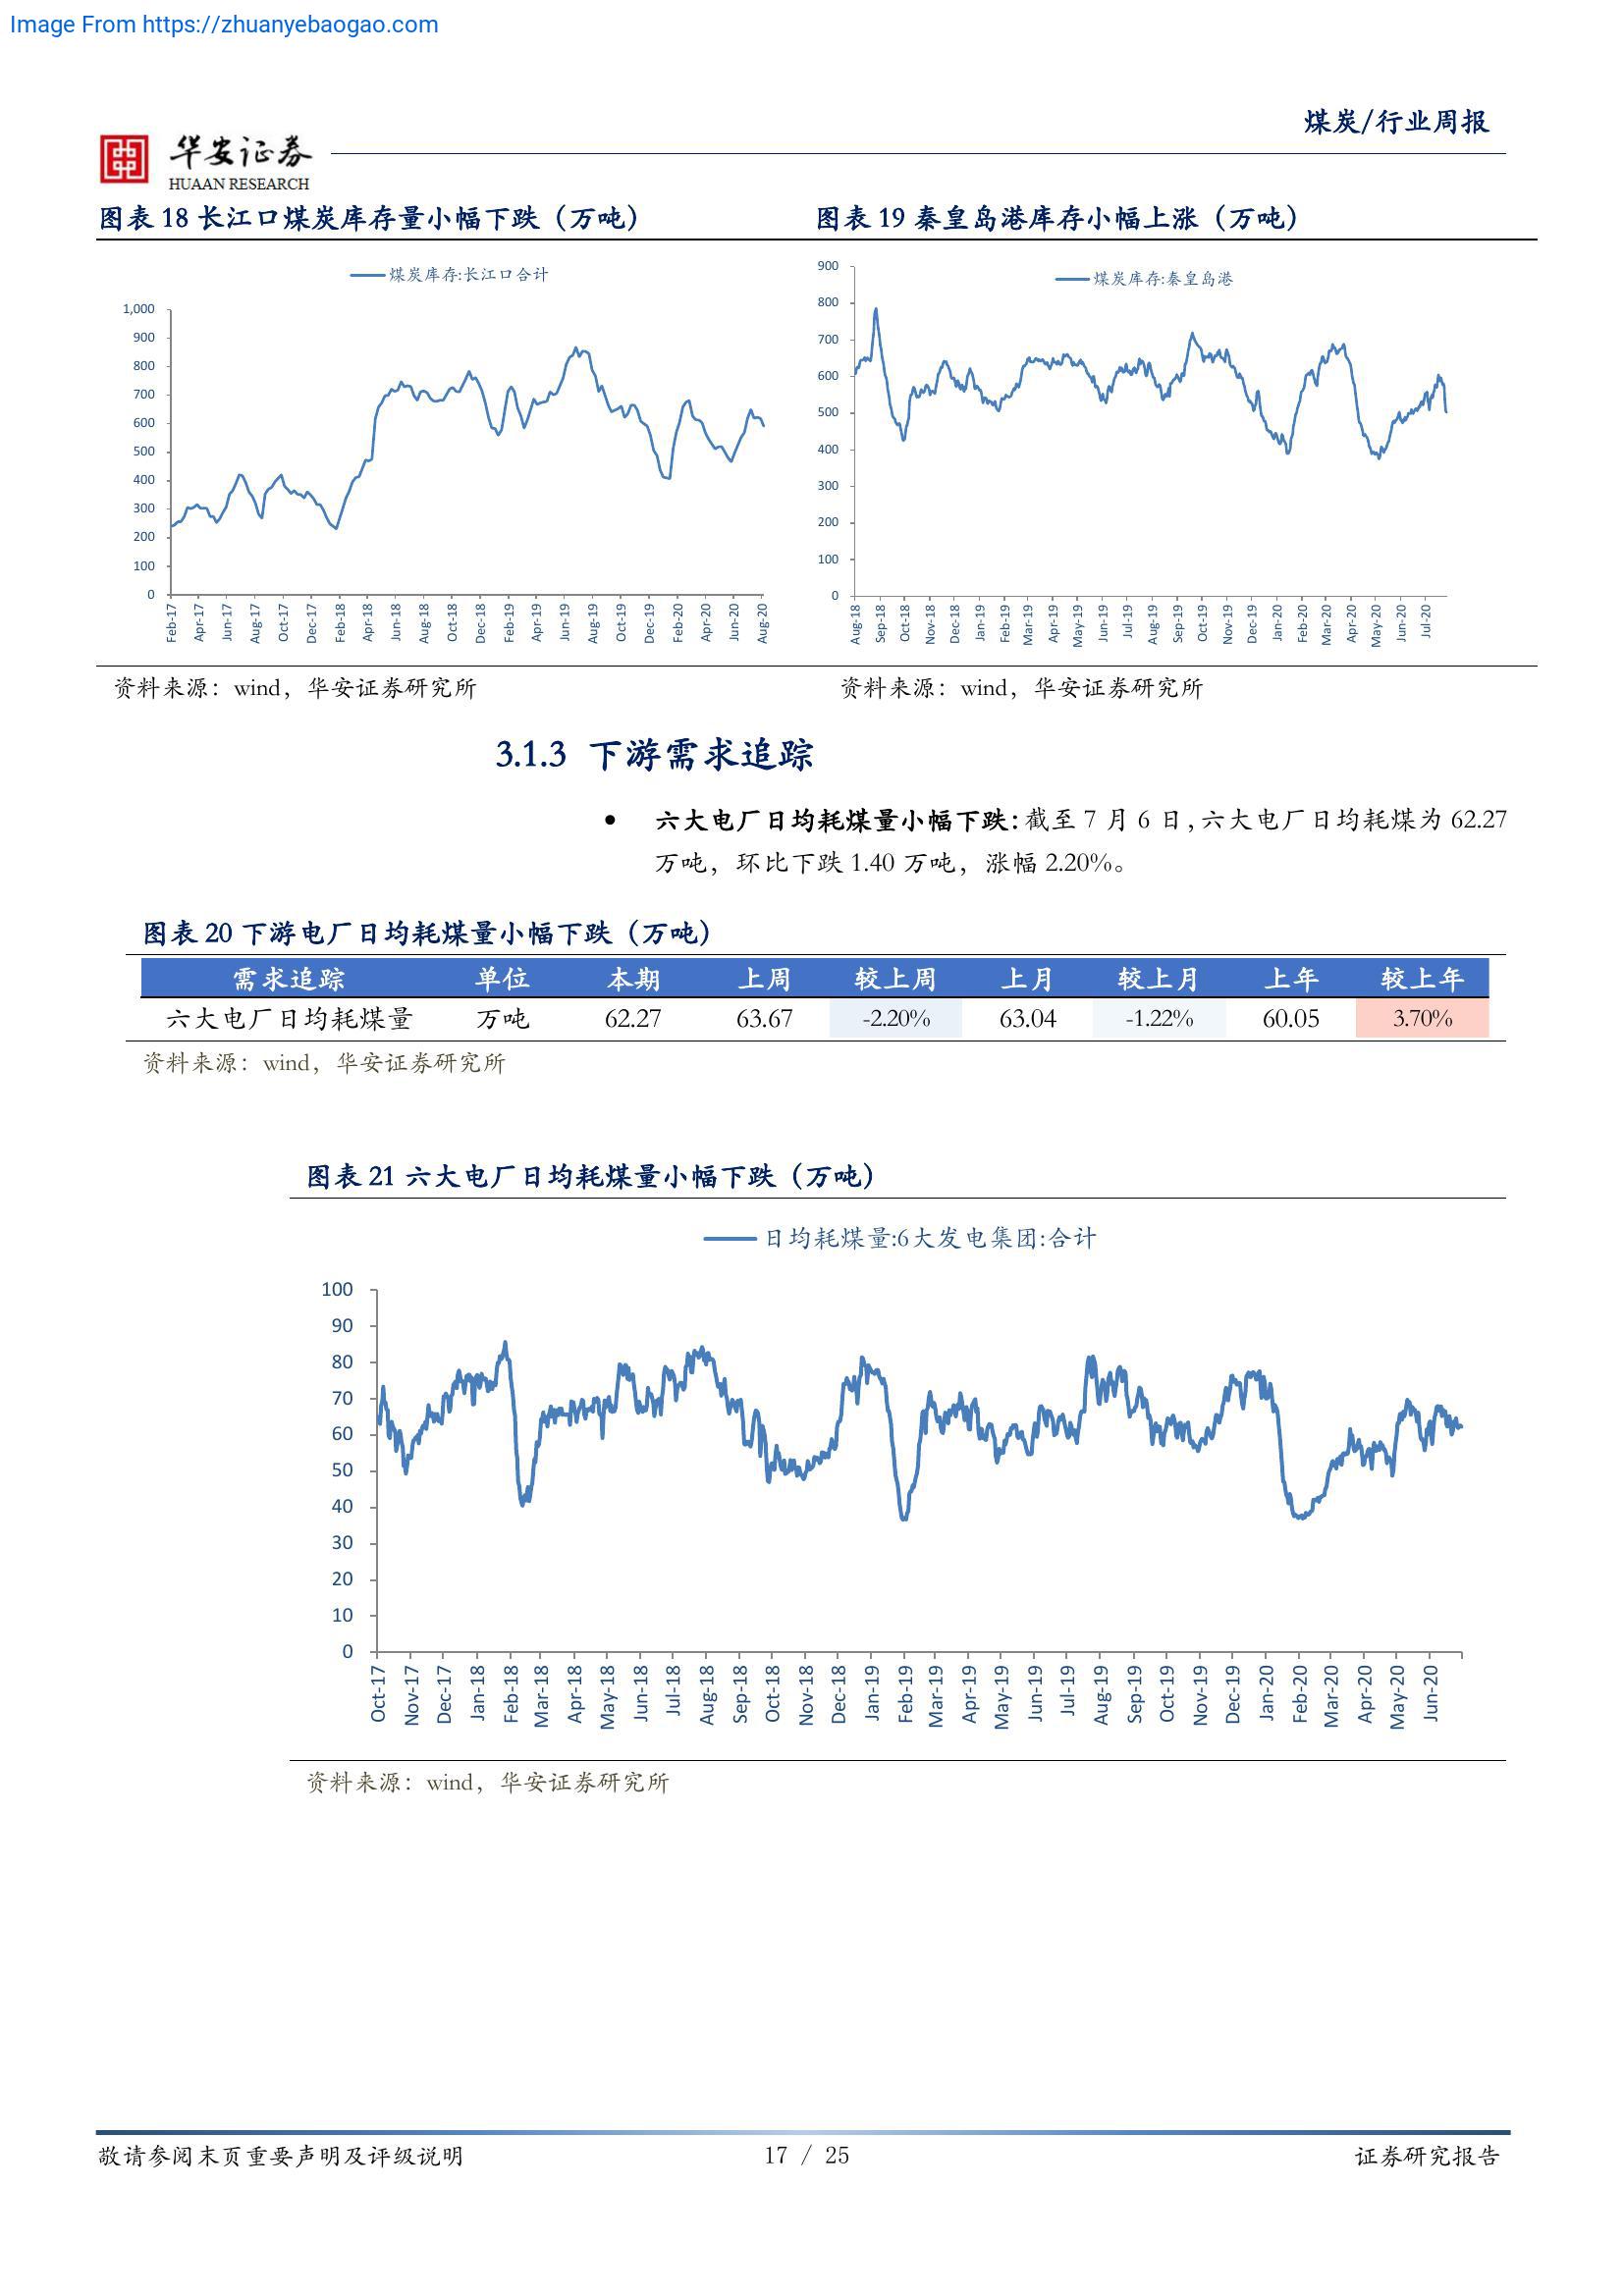 Image From https://zhuanyebaogao.com
煤炭/行业周报
华安证券
HUAAN RESEARCH
图表 18 长江口煤炭库存量小幅下跌（万吨）
煤炭库存:长江口合计
1,000
900
800
700
600
500
400
300
200
100
0
Feb-17 Apr-17 Jun-17 Aug-17 Oct-17 Dec-17 Feb-18 Apr-18 Jun-18 Aug-18 Oct-18 Dec-18 Feb-19 Apr-19 Jun-19 Aug-19 Oct-19 Dec-19 Feb-20 Apr-20 Jun-20 Aug-20
资料来源：wind，华安证券研究所
图表 19 秦皇岛港库存小幅上涨（万吨）
煤炭库存:秦皇岛港
900
800
700
600
500
400
300
200
100
0
Aug-18 Sep-18 Oct-18 Nov-18 Dec-18 Jan-19 Feb-19 Mar-19 Apr-19 May-19 Jun-19 Jul-19 Aug-19 Sep-19 Oct-19 Nov-19 Dec-19 Jan-20 Feb-20 Mar-20 Apr-20 May-20 Jun-20 Jul-20
资料来源：wind，华安证券研究所
3.1.3 下游需求追踪
• 六大电厂日均耗煤量小幅下跌：截至 7 月 6 日，六大电厂日均耗煤为 62.27
万吨，环比下跌 1.40 万吨，涨幅 2.20%。
图表 20 下游电厂日均耗煤量小幅下跌（万吨）
需求追踪 单位 本期 上周 较上周 上月 较上月 上年 较上年
六大电厂日均耗煤量 万吨 62.27 63.67 -2.20% 63.04 -1.22% 60.05 3.70%
资料来源：wind，华安证券研究所
图表 21 六大电厂日均耗煤量小幅下跌（万吨）
日均耗煤量:6大发电集团:合计
100
90
80
70
60
50
40
30
20
10
0
Oct-17 Nov-17 Dec-17 Jan-18 Feb-18 Mar-18 Apr-18 May-18 Jun-18 Jul-18 Aug-18 Sep-18 Oct-18 Nov-18 Dec-18 Jan-19 Feb-19 Mar-19 Apr-19 May-19 Jun-19 Jul-19 Aug-19 Sep-19 Oct-19 Nov-19 Dec-19 Jan-20 Feb-20 Mar-20 Apr-20 May-20 Jun-20
资料来源：wind，华安证券研究所
敬请参阅末页重要声明及评级说明
17 / 25
证券研究报告